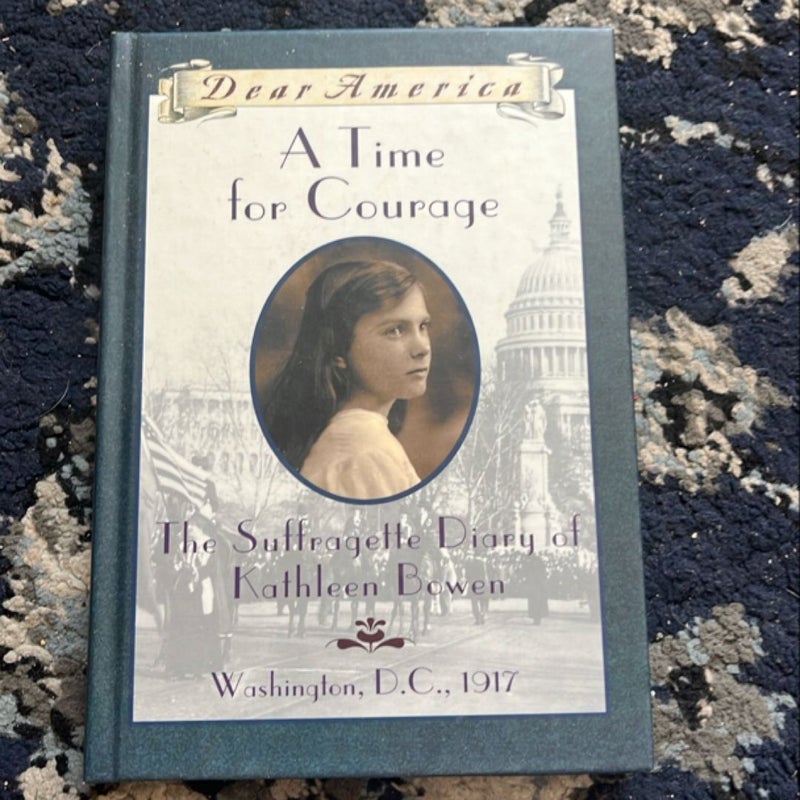 Dear America
A Time
for Courage
The Suffragette Diary of
Kathleen Bowen
Washington, D.C., 1917